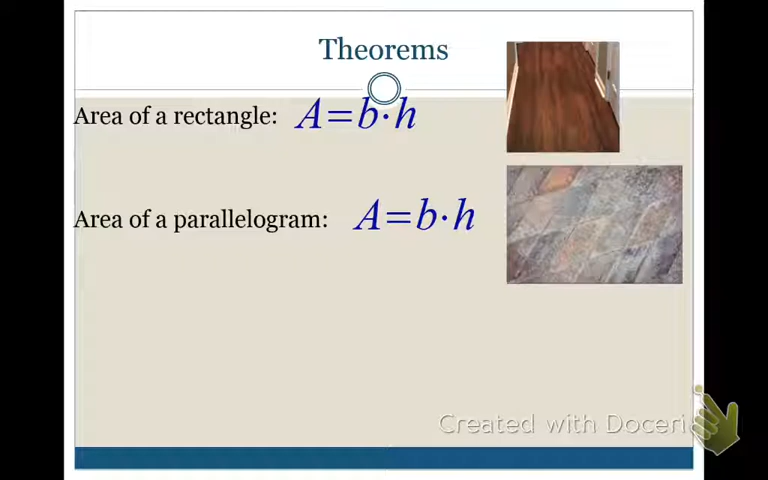 Theorems
Area of a rectangle: A=b·h
Area of a parallelogram: A=b·h
Created with Doceri